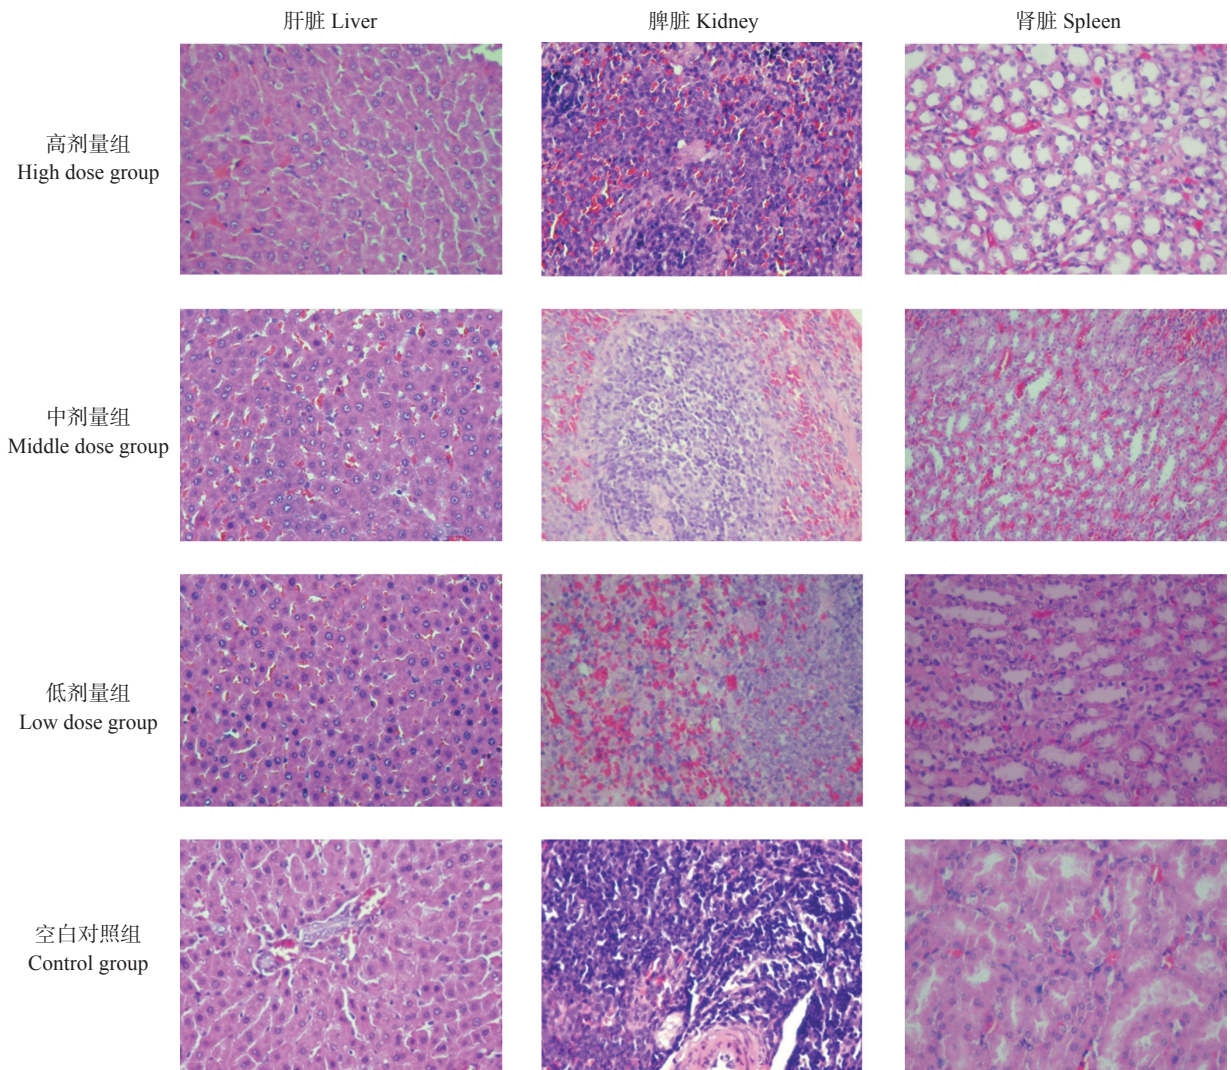 肝脏 Liver
脾脏 Kidney
肾脏 Spleen
高剂量组
High dose group
中剂量组
Middle dose group
低剂量组
Low dose group
空白对照组
Control group